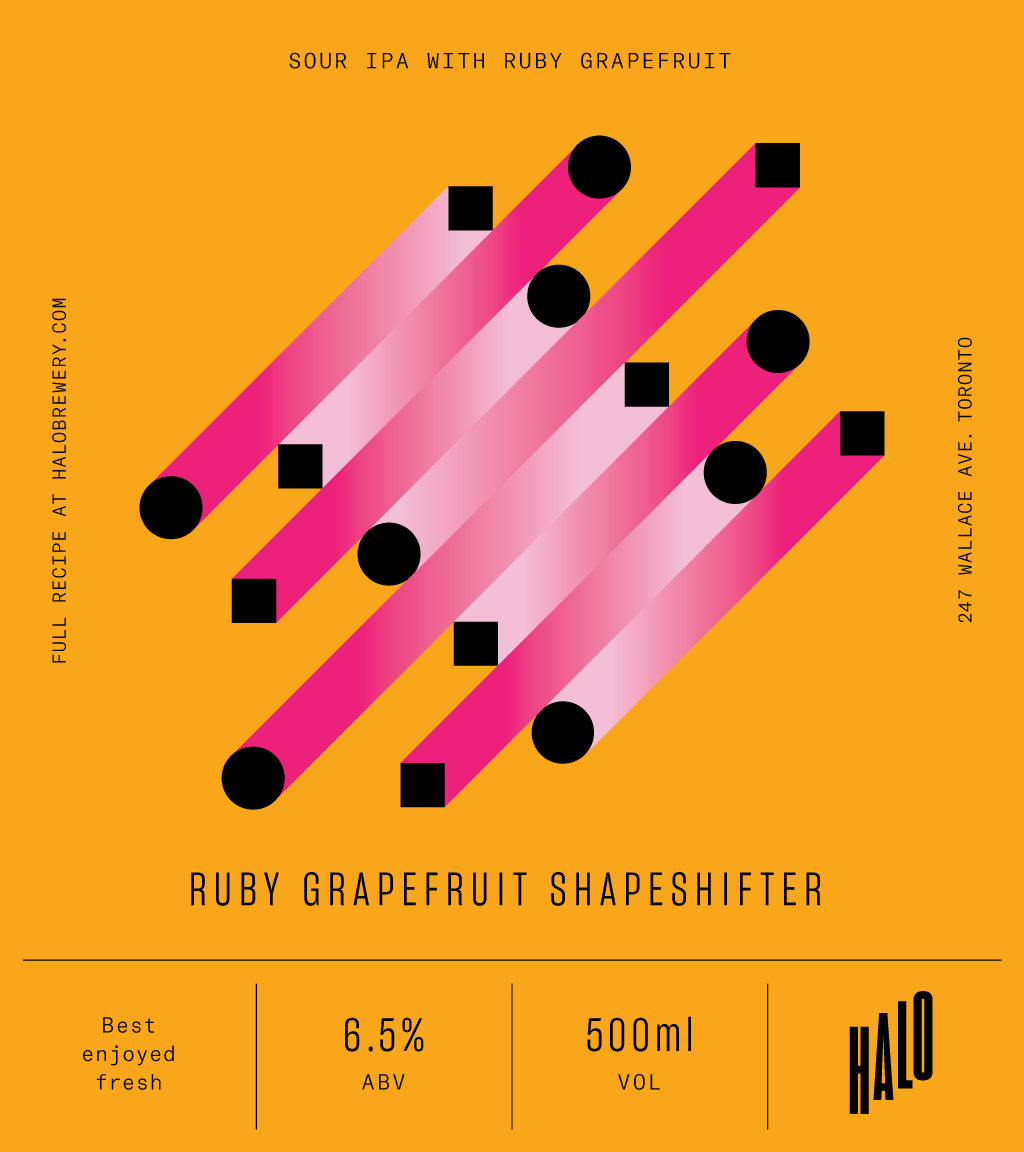 SOUR IPA WITH RUBY GRAPEFRUIT
FULL RECIPE AT HALOBREWERY.COM
247 WALLACE AVE. TORONTO
RUBY GRAPEFRUIT SHAPESHIFTER
Best
enjoyed
fresh
6.5%
ABV
500ml
VOL
HALO